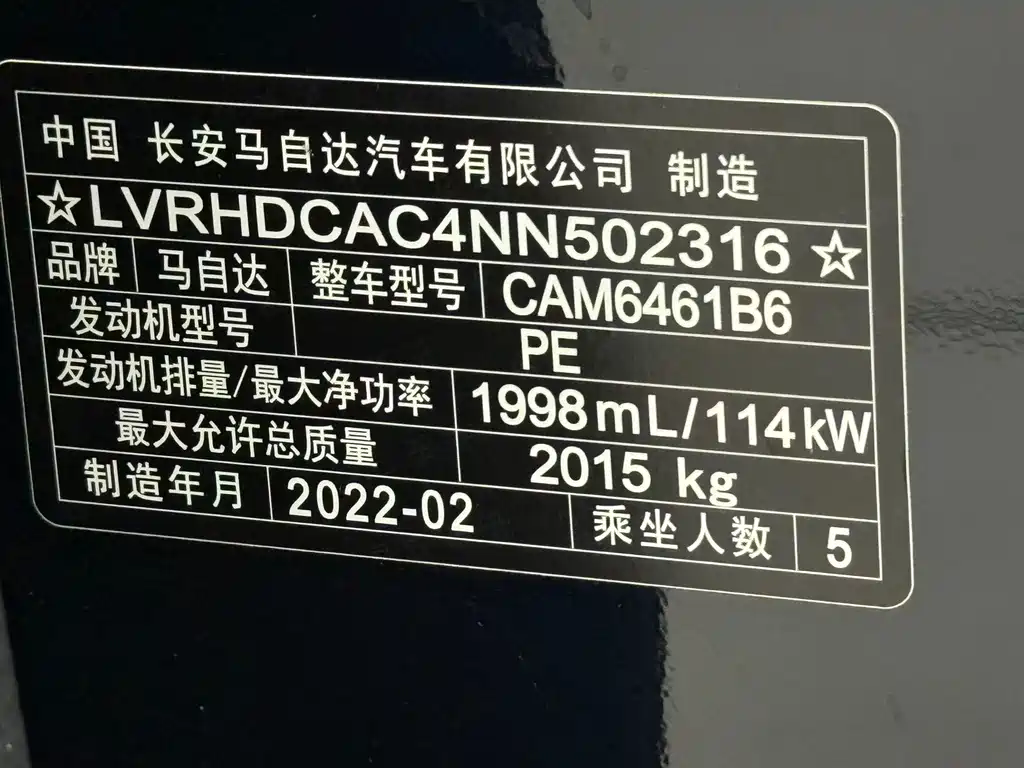 中国 长安马自达汽车有限公司 制造
☆LVRHDCAC4NN502316☆
品牌 马自达 整车型号 CAM6461B6
发动机型号 PE
发动机排量/最大净功率 1998mL/114kW
最大允许总质量 2015 kg
制造年月 2022-02 乘坐人数 5